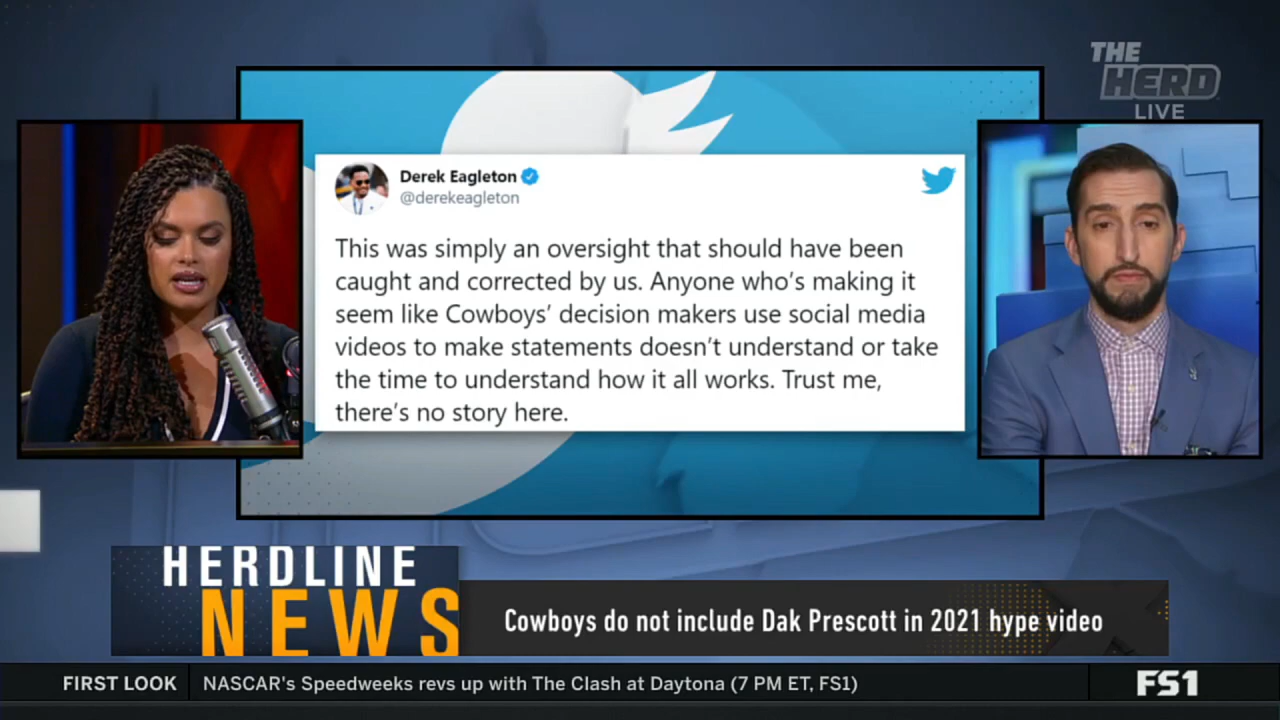 THE
HERD
LIVE
Derek Eagleton
@derekeagleton
This was simply an oversight that should have been
caught and corrected by us. Anyone who's making it
seem like Cowboys' decision makers use social media
videos to make statements doesn't understand or take
the time to understand how it all works. Trust me,
there's no story here.
HERDLINE
NEWS
Cowboys do not include Dak Prescott in 2021 hype video
FIRST LOOK
NASCAR's Speedweeks revs up with The Clash at Daytona (7 PM ET, FS1)
FS1